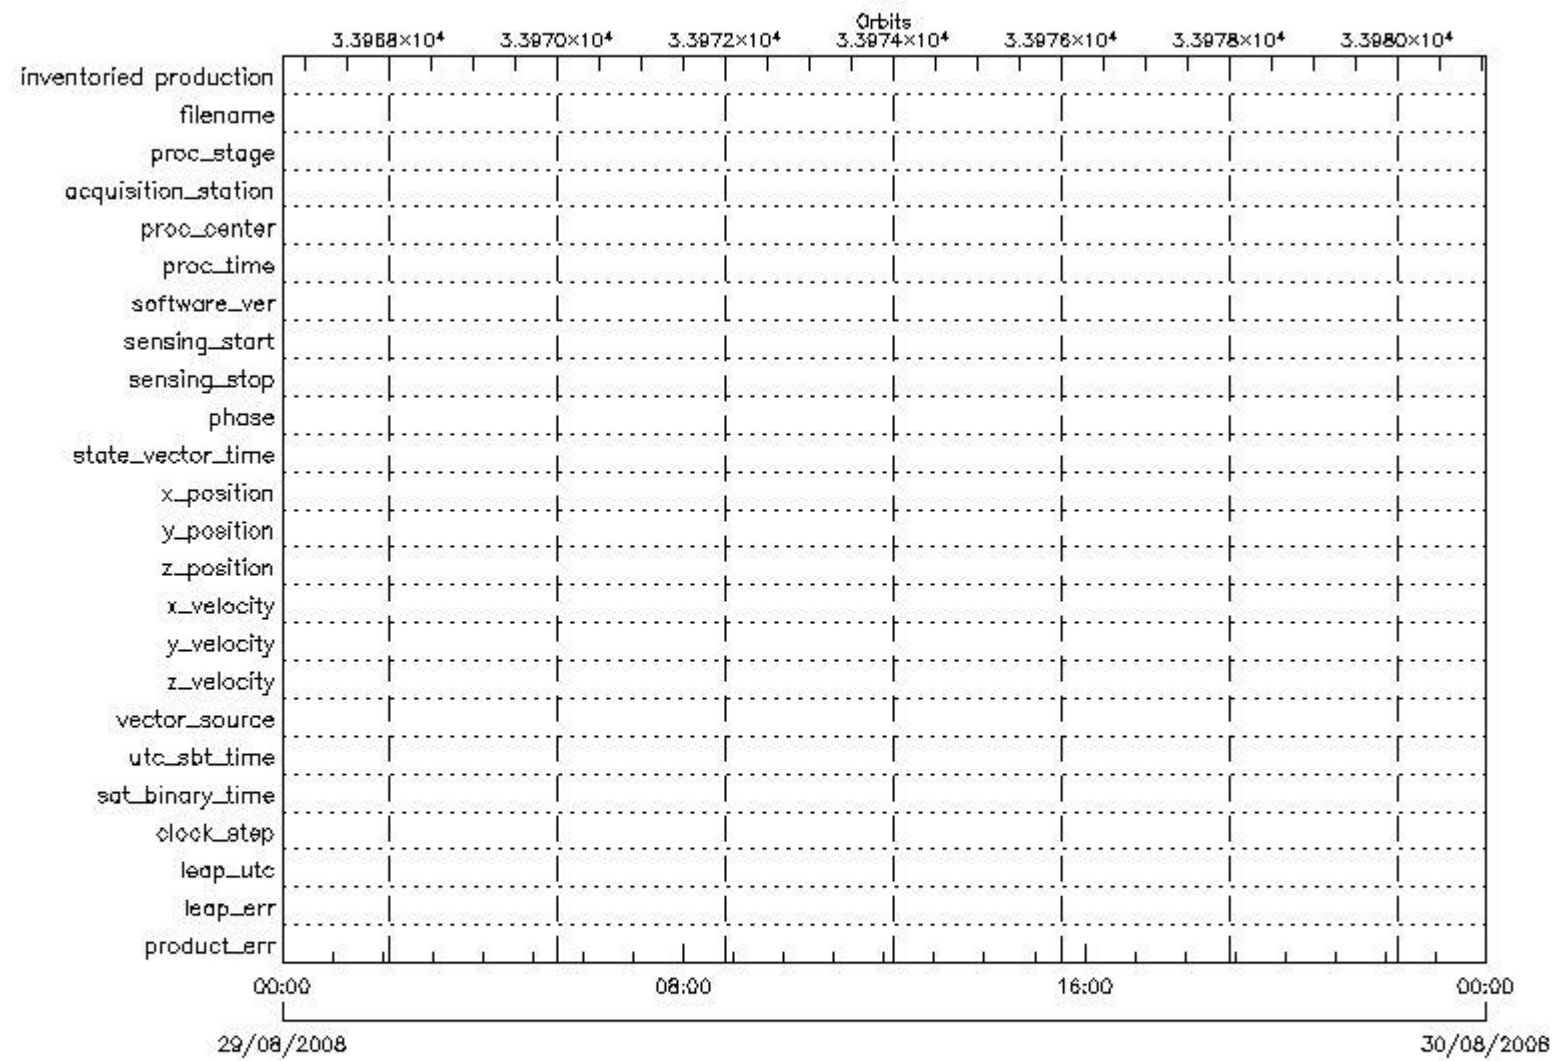 Orbits
3.3968×10⁴ 3.3970×10⁴ 3.3972×10⁴ 3.3974×10⁴ 3.3976×10⁴ 3.3978×10⁴ 3.3980×10⁴
inventoried production
filename
proc_stage
acquisition_station
proc_center
proc_time
software_ver
sensing_start
sensing_stop
phase
state_vector_time
x_position
y_position
z_position
x_velocity
y_velocity
z_velocity
vector_source
utc_sbt_time
sat_binary_time
clock_step
leap_utc
leap_err
product_err
00:00 08:00 16:00 00:00
29/08/2008 30/08/2008